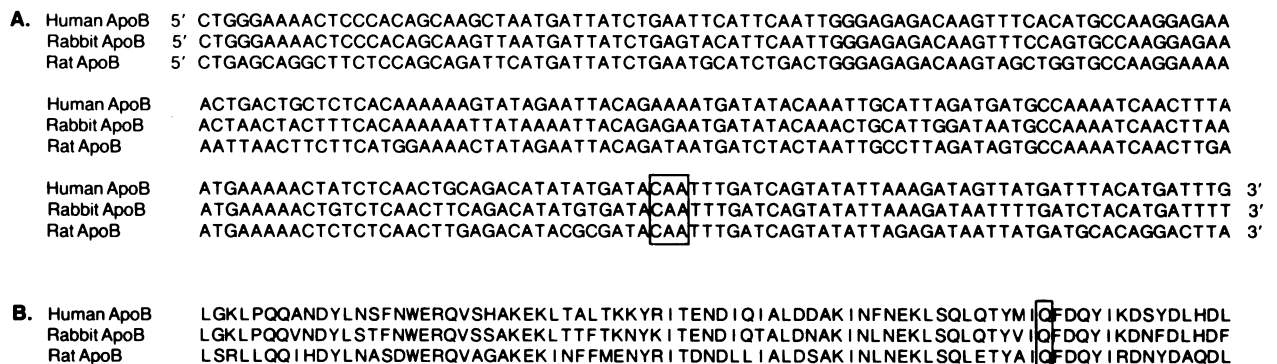 A. Human ApoB 5′ CTGGGAAAACTCCCACAGCAAGCTAATGATTATCTGAATTCATTCAATTGGGAGAGACAAGTTTCACATGCCAAGGAGAA
Rabbit ApoB 5′ CTGGGAAAACTCCCACAGCAAGTTAATGATTATCTGAGTACATTCAATTGGGAGAGACAAGTTTCCAGTGCCAAGGAGAA
Rat ApoB 5′ CTGAGCAGGCTTCTCCAGCAGATTCATGATTATCTGAATGCATCTGACTGGGAGAGACAAGTAGCTGGTGCCAAGGAAAA
Human ApoB ACTGACTGCTCTCACAAAAAAGTATAGAATTACAGAAAATGATATACAAATTGCATTAGATGATGCCAAAATCAACTTTA
Rabbit ApoB ACTAACTACTTTCACAAAAAATTATAAAATTACAGAGAATGATATACAAACTGCATTGGATAATGCCAAAATCAACTTAA
Rat ApoB AATTAACTTCTTCATGGAAAACTATAGAATTACAGATAATGATCTACTAATTGCCTTAGATAGTGCCAAAATCAACTTGA
Human ApoB ATGAAAAACTATCTCAACTGCAGACATATATGATACAATTTGATCAGTATATTAAAGATAGTTATGATTTACATGATTTG 3′
Rabbit ApoB ATGAAAAACTGTCTCAACTTCAGACATATGTGATACAATTTGATCAGTATATTAAAGATAATTTTGATCTACATGATTTT 3′
Rat ApoB ATGAAAAACTCTCTCAACTTGAGACATACGCGATACAATTTGATCAGTATATTAGAGATAATTATGATGCACAGGACTTA 3′
B. Human ApoB LGKLPQQANDYLNSFNWERQVSHAKEKLTALTKKYRITENDIQIALDDAKINFNEKLSQLQTYMIQFDQYIKDSYDLHDL
Rabbit ApoB LGKLPQQVNDYLSTFNWERQVSSAKEKLTTFTKNYKITENDIQTALDNAKINLNEKLSQLQTYVIQFDQYIKDNFDLHDF
Rat ApoB LSRLLQQIHDYLNASDWERQVAGAKEKINFFMENYRITDNDLLIALDSAKINLNEKLSQLETYAIQFDQYIRDNYDAQDL